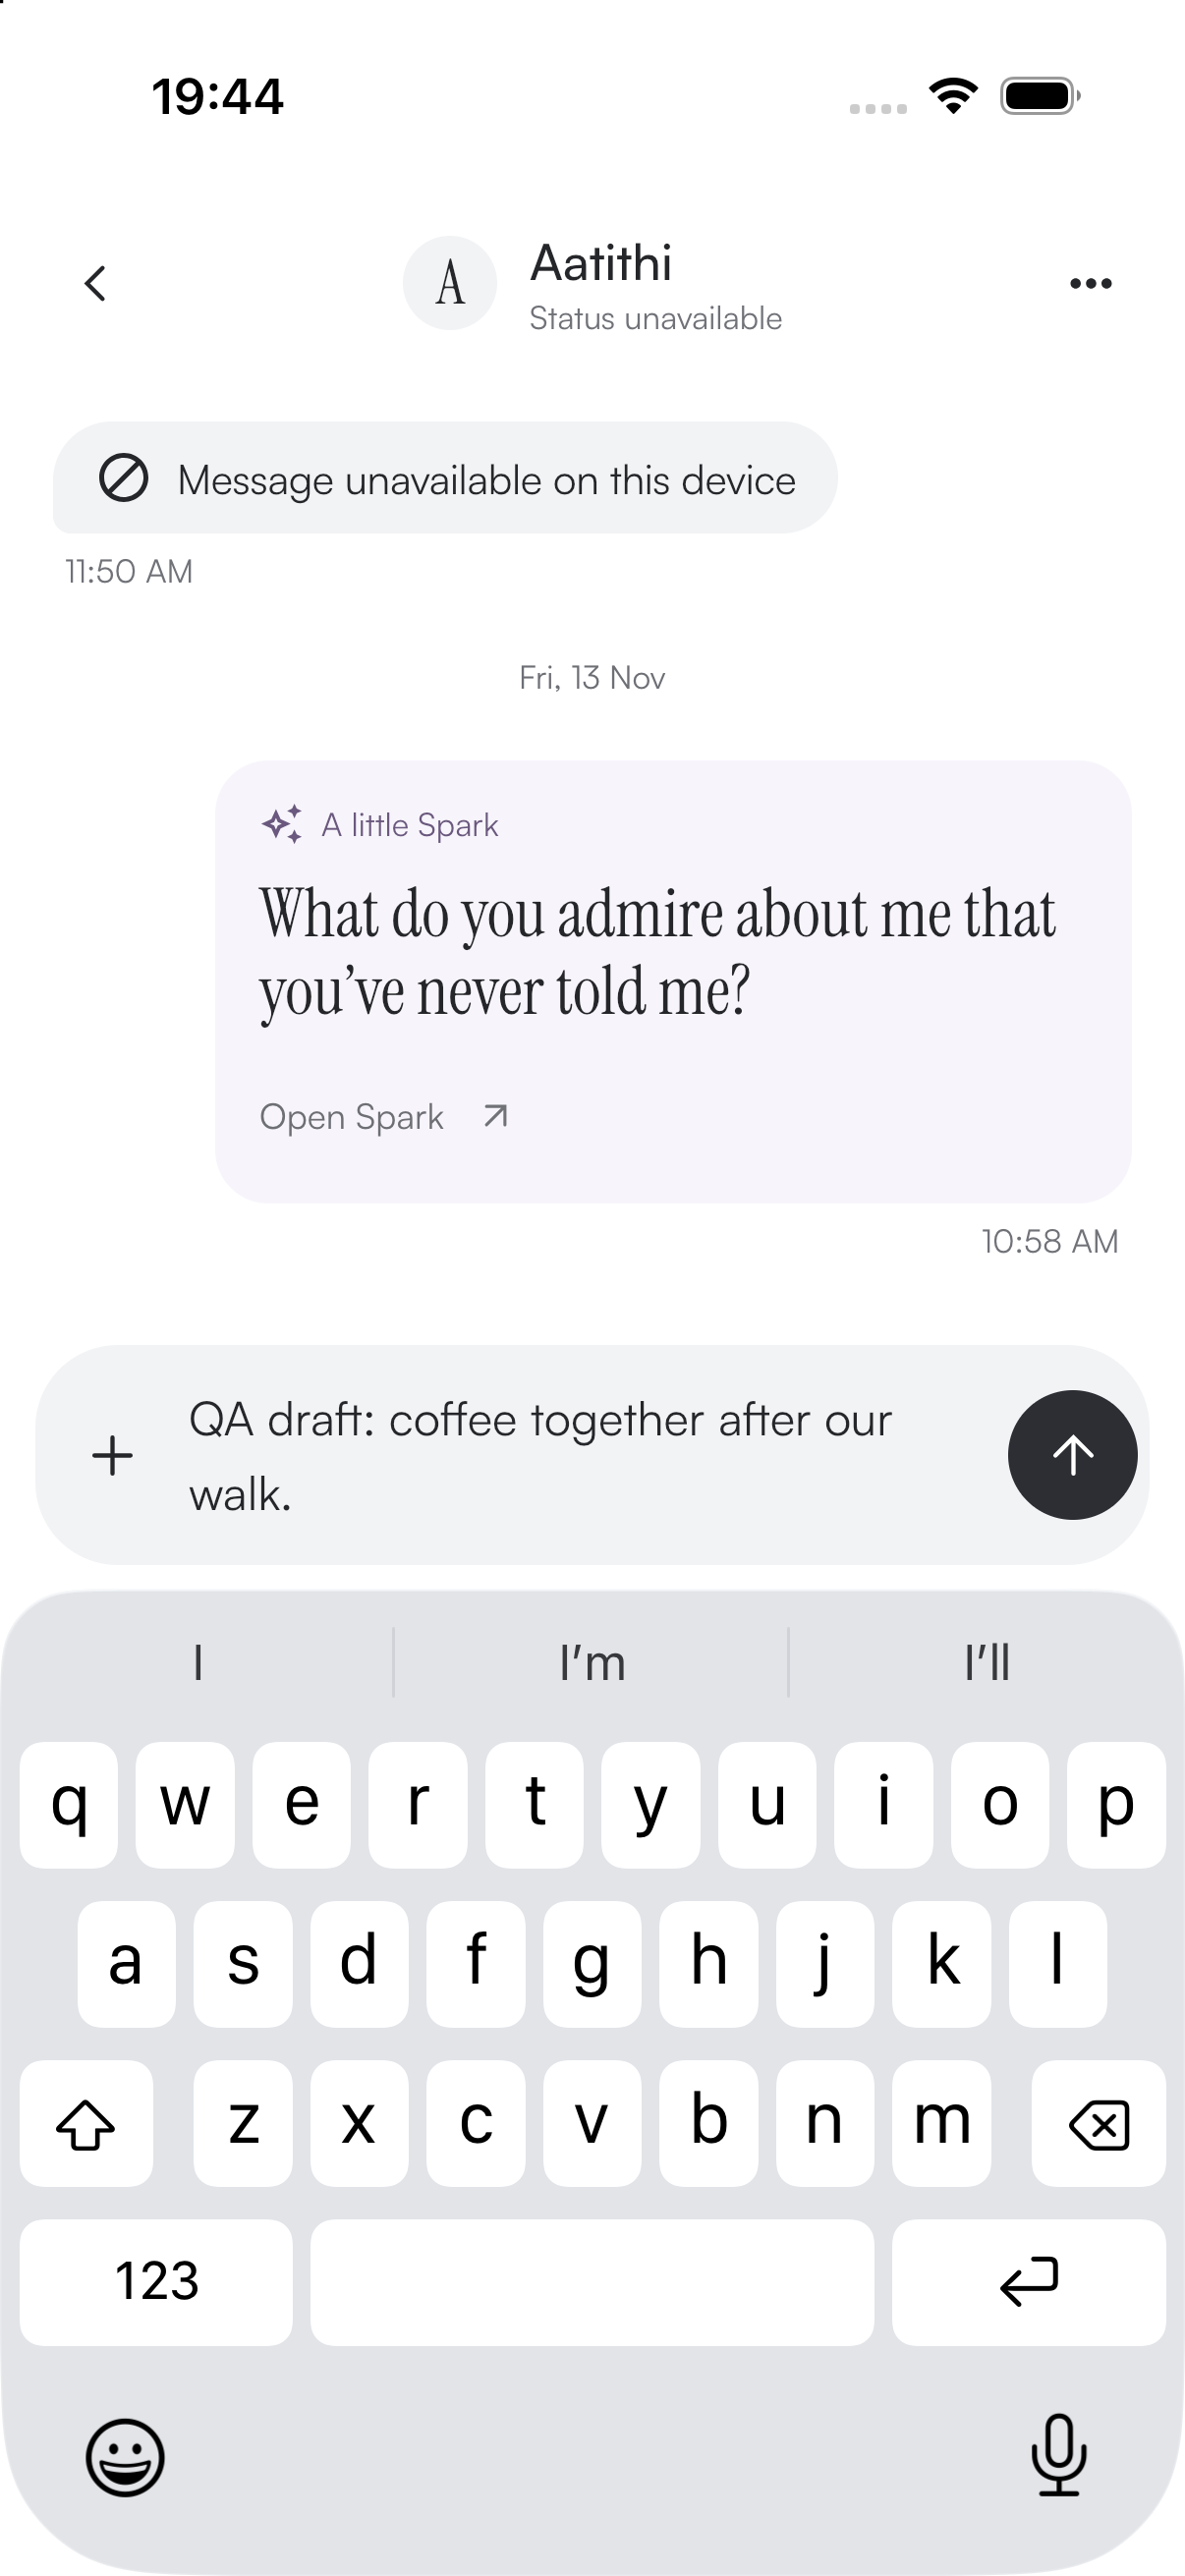 19:44
A
Aatithi
Status unavailable
Message unavailable on this device
11:50 AM
Fri, 13 Nov
A little Spark
What do you admire about me that
you’ve never told me?
Open Spark
10:58 AM
QA draft: coffee together after our
walk.
I I’m I’ll
q w e r t y u i o p
a s d f g h j k l
z x c v b n m
123